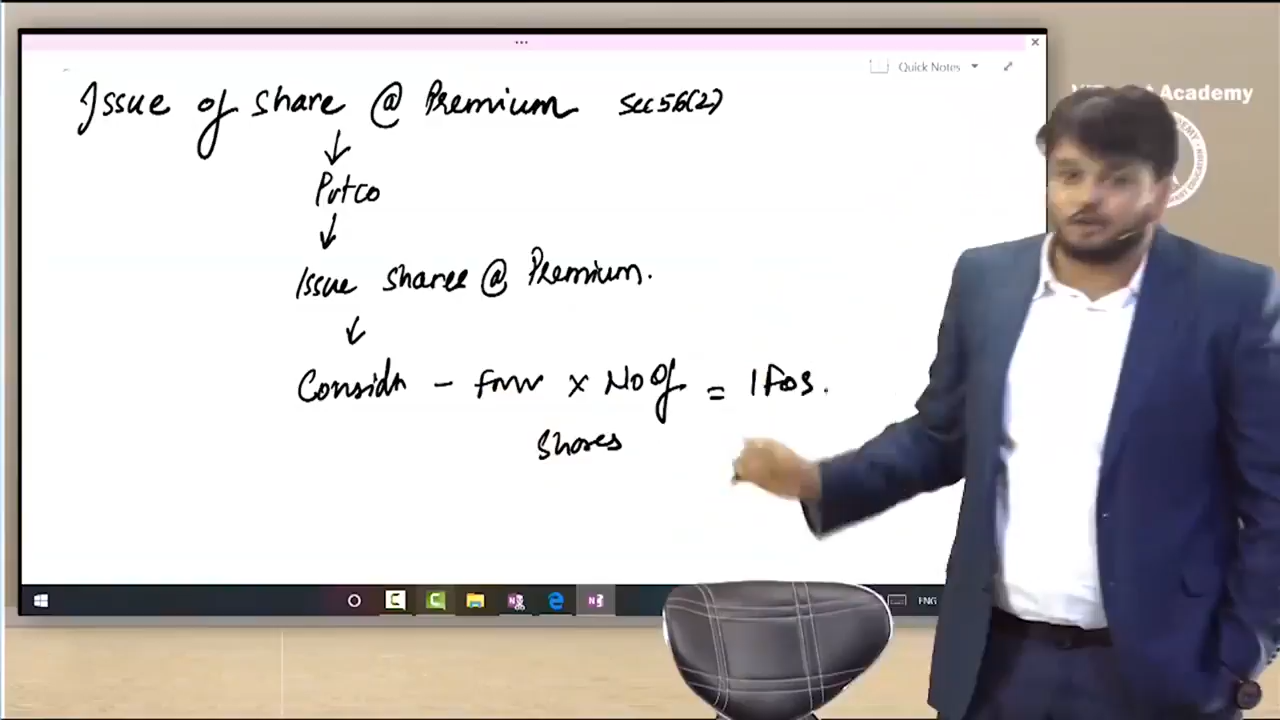 Quick Notes
Issue of share @ Premium Sec 56(2)
Pvt co
Issue shares @ Premium.
Considn - FMV x No of = IFOS.
Shares
Academy
ENG